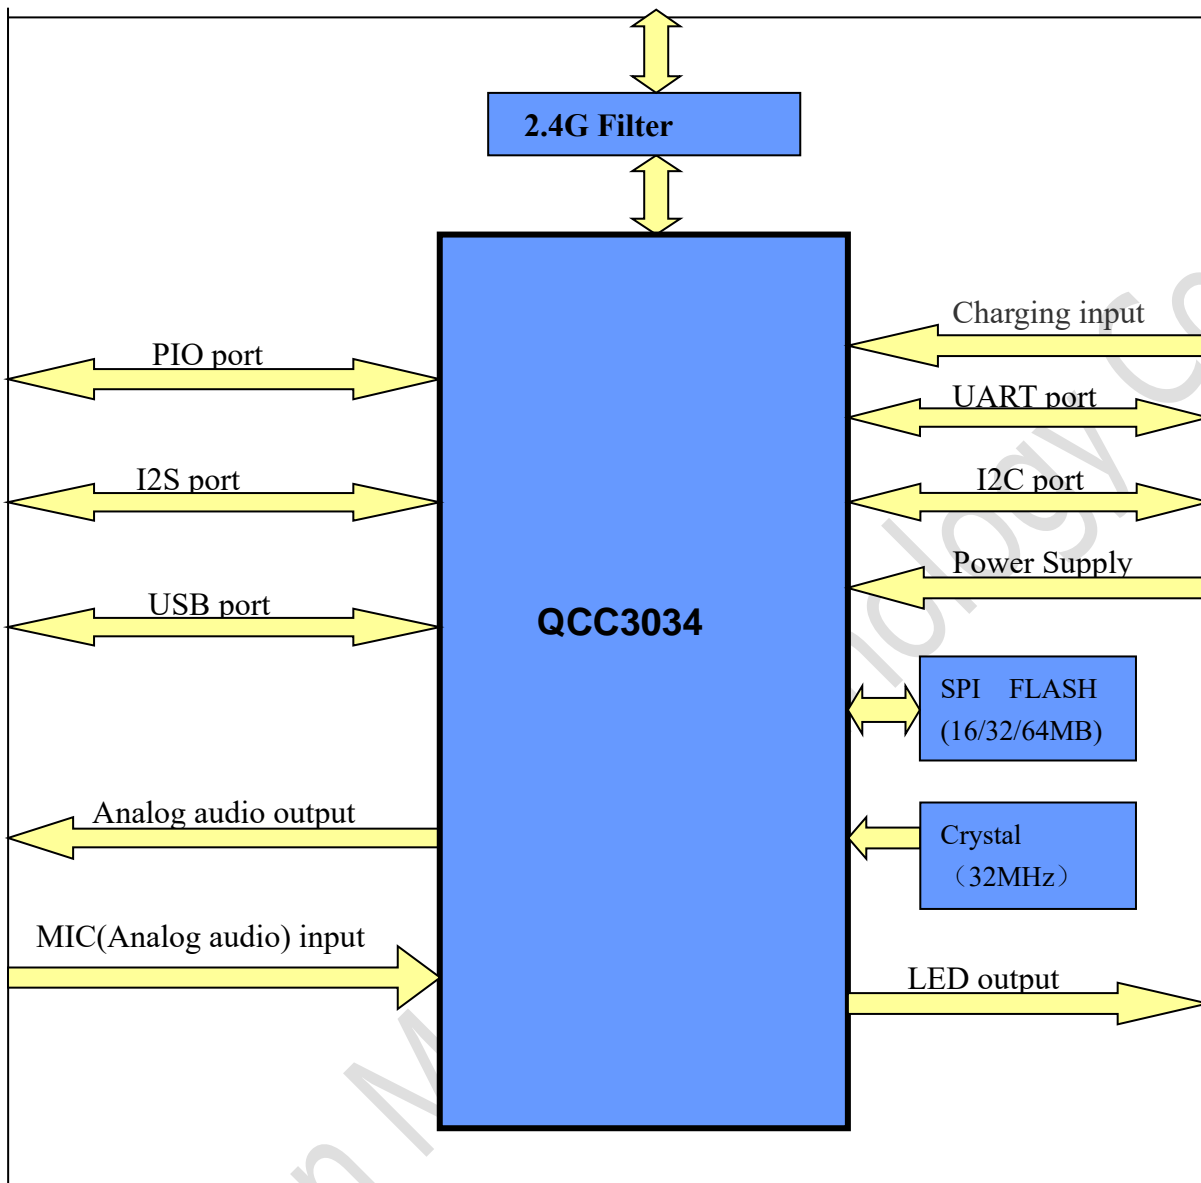 2.4G Filter
Charging input
PIO port
UART port
I2S port
I2C port
Power Supply
USB port
QCC3034
SPI FLASH
(16/32/64MB)
Analog audio output
Crystal
（32MHz）
MIC(Analog audio) input
LED output